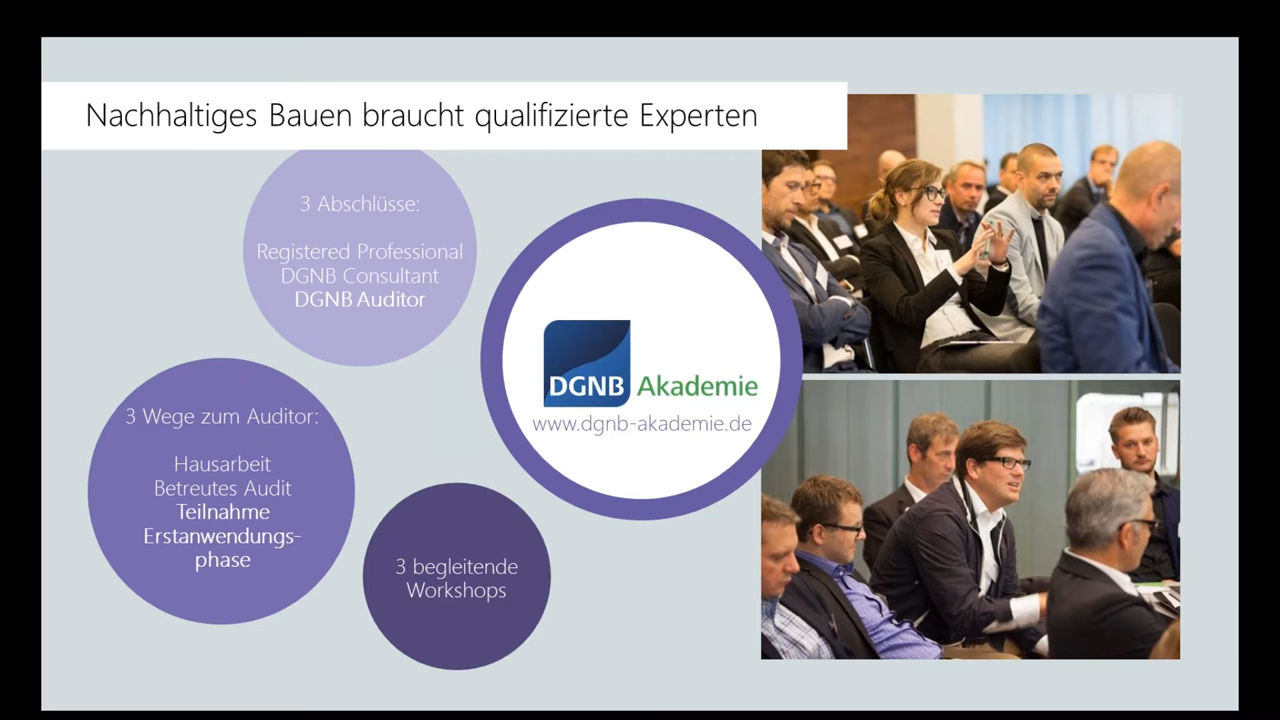 Nachhaltiges Bauen braucht qualifizierte Experten
3 Abschlüsse:
Registered Professional
DGNB Consultant
DGNB Auditor
DGNB Akademie
www.dgnb-akademie.de
3 Wege zum Auditor:
Hausarbeit
Betreutes Audit
Teilnahme
Erstanwendungs-
phase
3 begleitende
Workshops